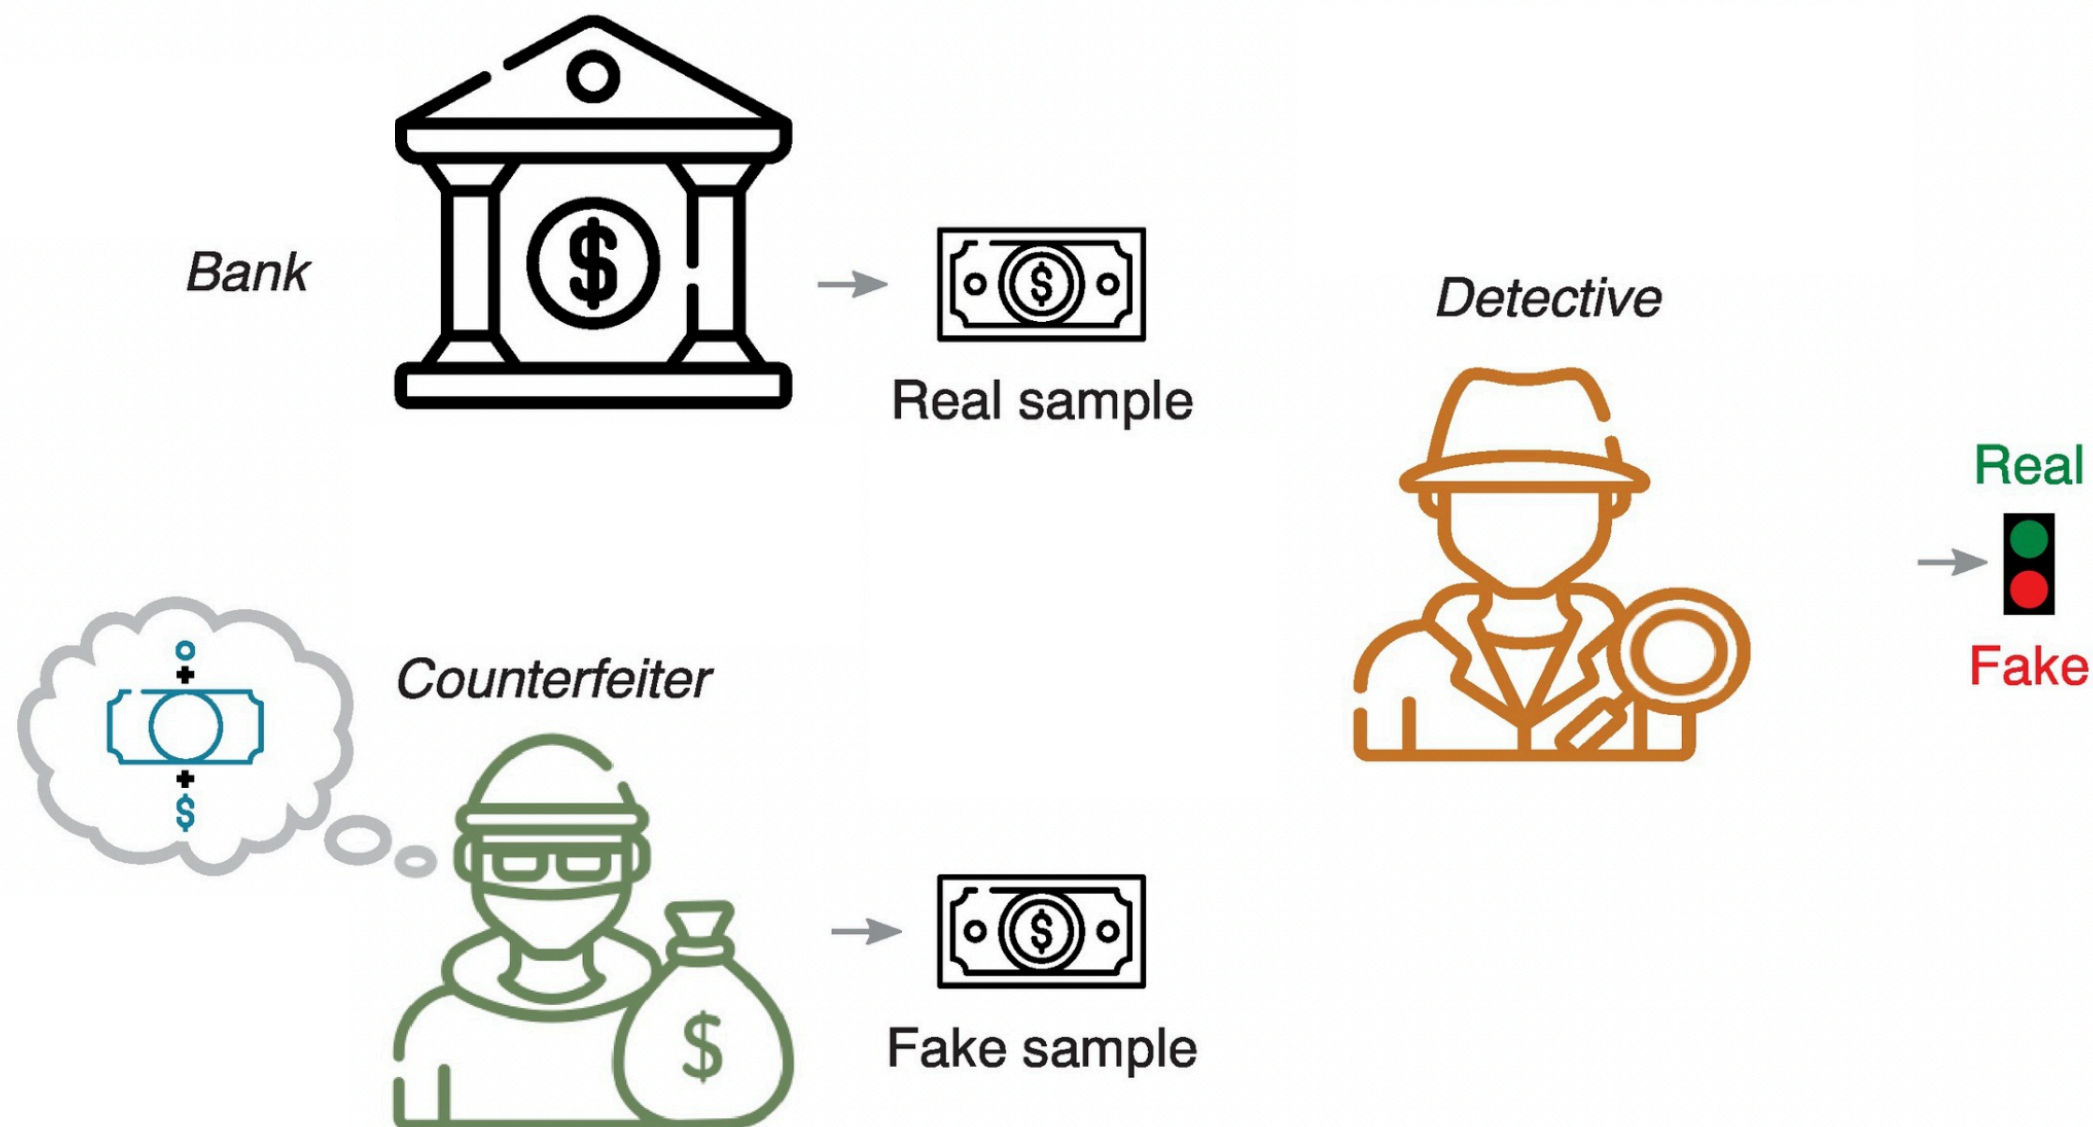 Bank
$
$
Real sample
Detective
Real
Fake
Counterfeiter
+
+
$
$
$
Fake sample